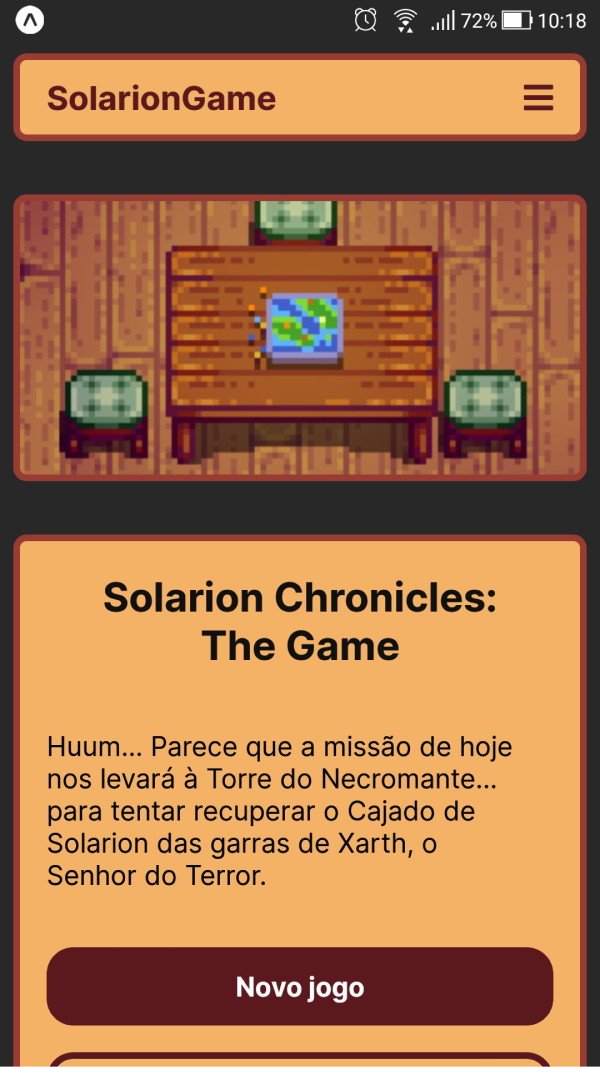 72% 10:18
SolarionGame
Solarion Chronicles:
The Game
Huum... Parece que a missão de hoje
nos levará à Torre do Necromante...
para tentar recuperar o Cajado de
Solarion das garras de Xarth, o
Senhor do Terror.
Novo jogo